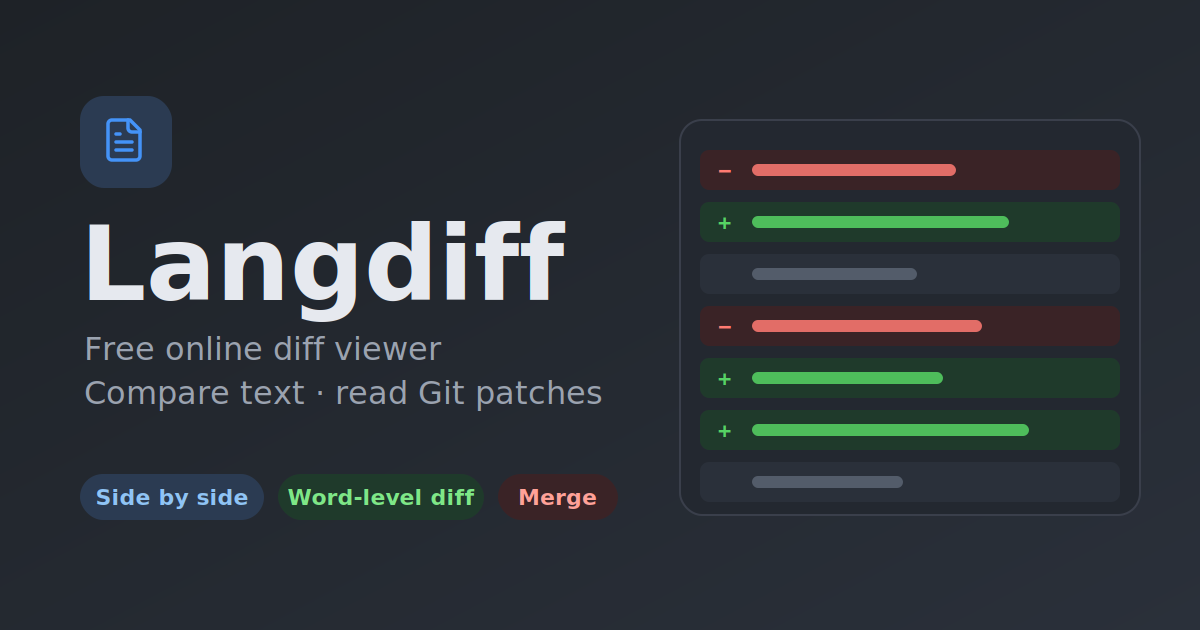 Langdiff
Free online diff viewer
Compare text · read Git patches
Side by side
Word-level diff
Merge
−
+
−
+
+